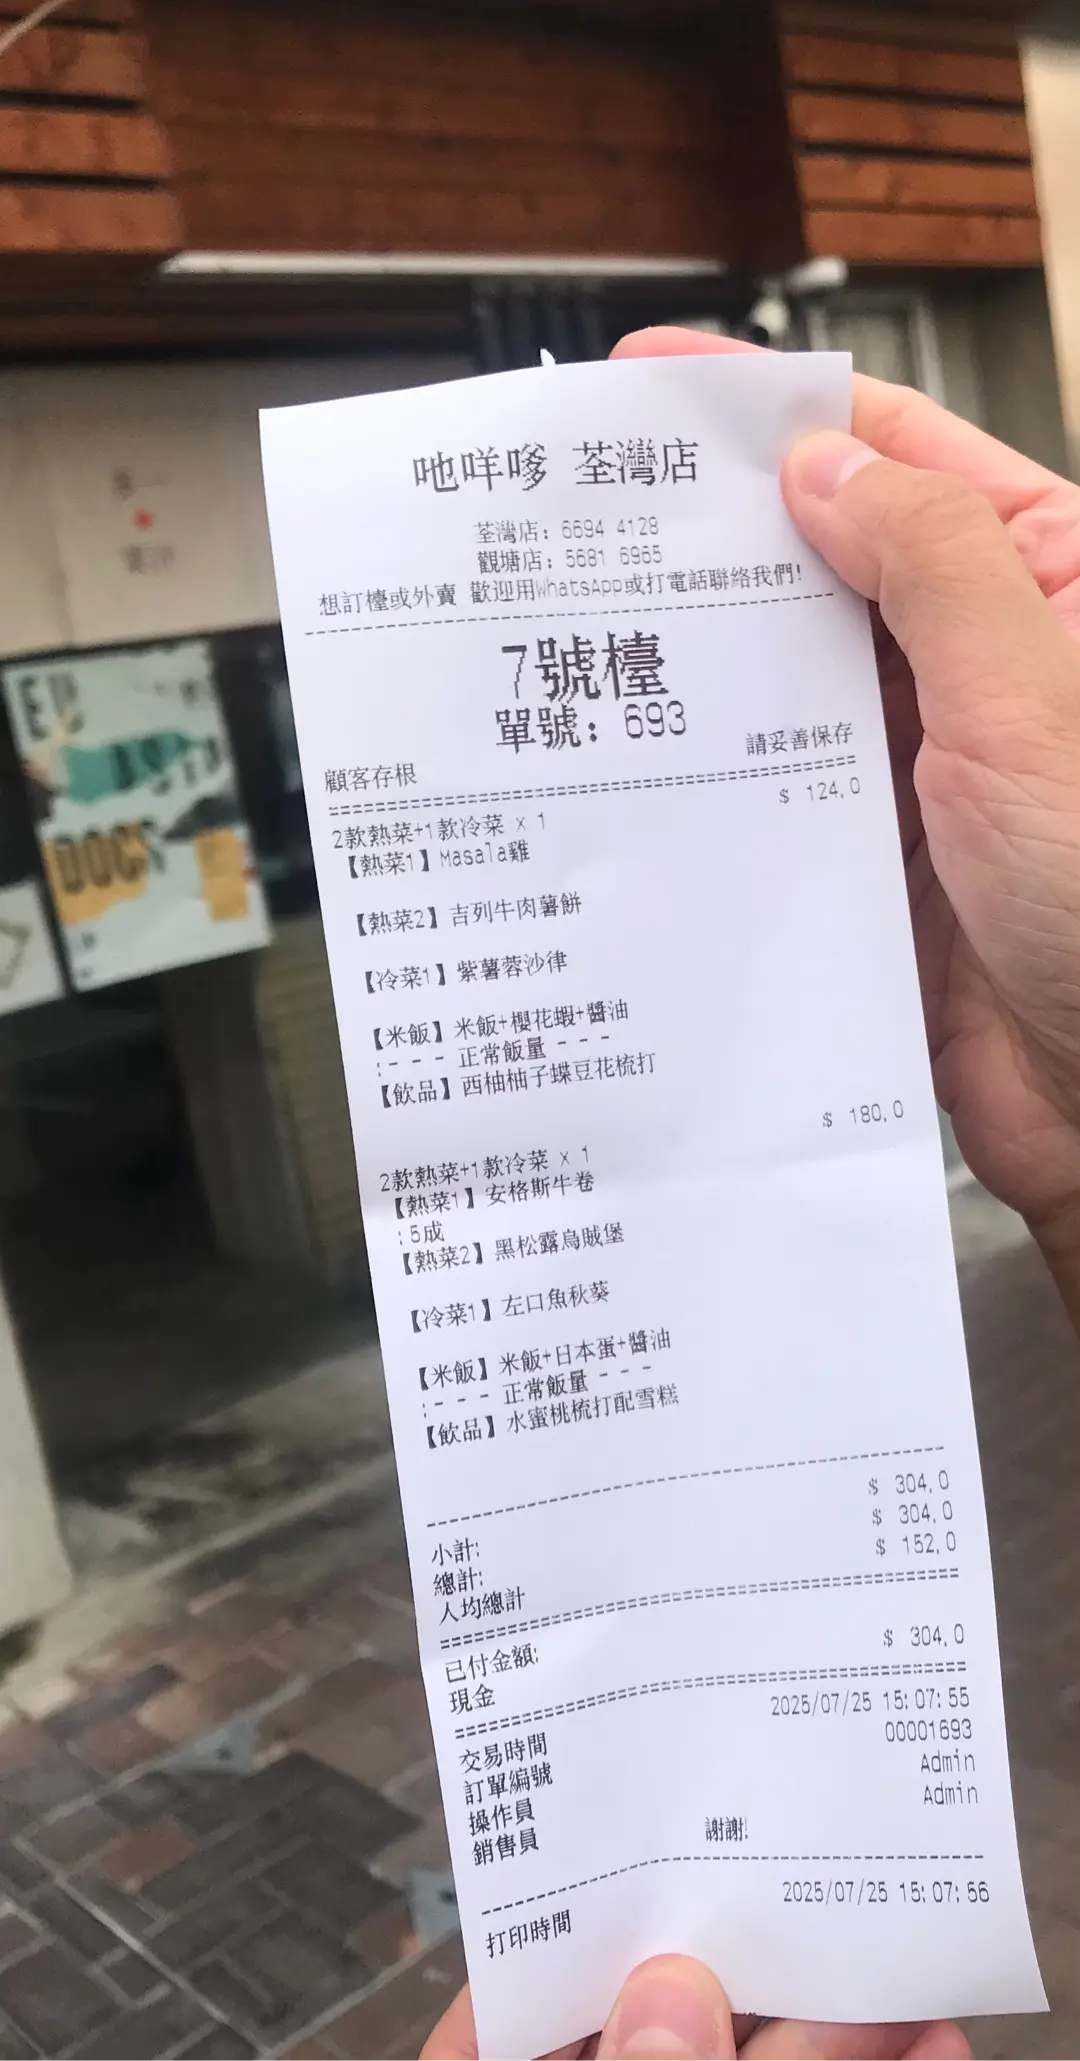 吔咩嗲 荃灣店
荃灣店: 6694 4128
觀塘店: 5681 6965
想訂檯或外賣 歡迎用WhatsApp或打電話聯絡我們!
7號檯
單號: 693
顧客存根 請妥善保存
2款熱菜+1款冷菜 x 1 $ 124.0
【熱菜1】Masala雞
【熱菜2】吉列牛肉薯餅
【冷菜1】紫薯蓉沙律
【米飯】米飯+櫻花蝦+醬油
:- - - 正常飯量 - - -
【飲品】西柚柚子蝶豆花梳打
2款熱菜+1款冷菜 x 1 $ 180.0
【熱菜1】安格斯牛卷
:5成
【熱菜2】黑松露烏賊堡
【冷菜1】左口魚秋葵
【米飯】米飯+日本蛋+醬油
:- - - 正常飯量 - - -
【飲品】水蜜桃梳打配雪糕
小計: $ 304.0
總計: $ 304.0
人均總計 $ 152.0
已付金額:
現金 $ 304.0
交易時間 2025/07/25 15:07:55
訂單編號 00001693
操作員 Admin
銷售員 Admin
謝謝!
打印時間 2025/07/25 15:07:56
DOGS